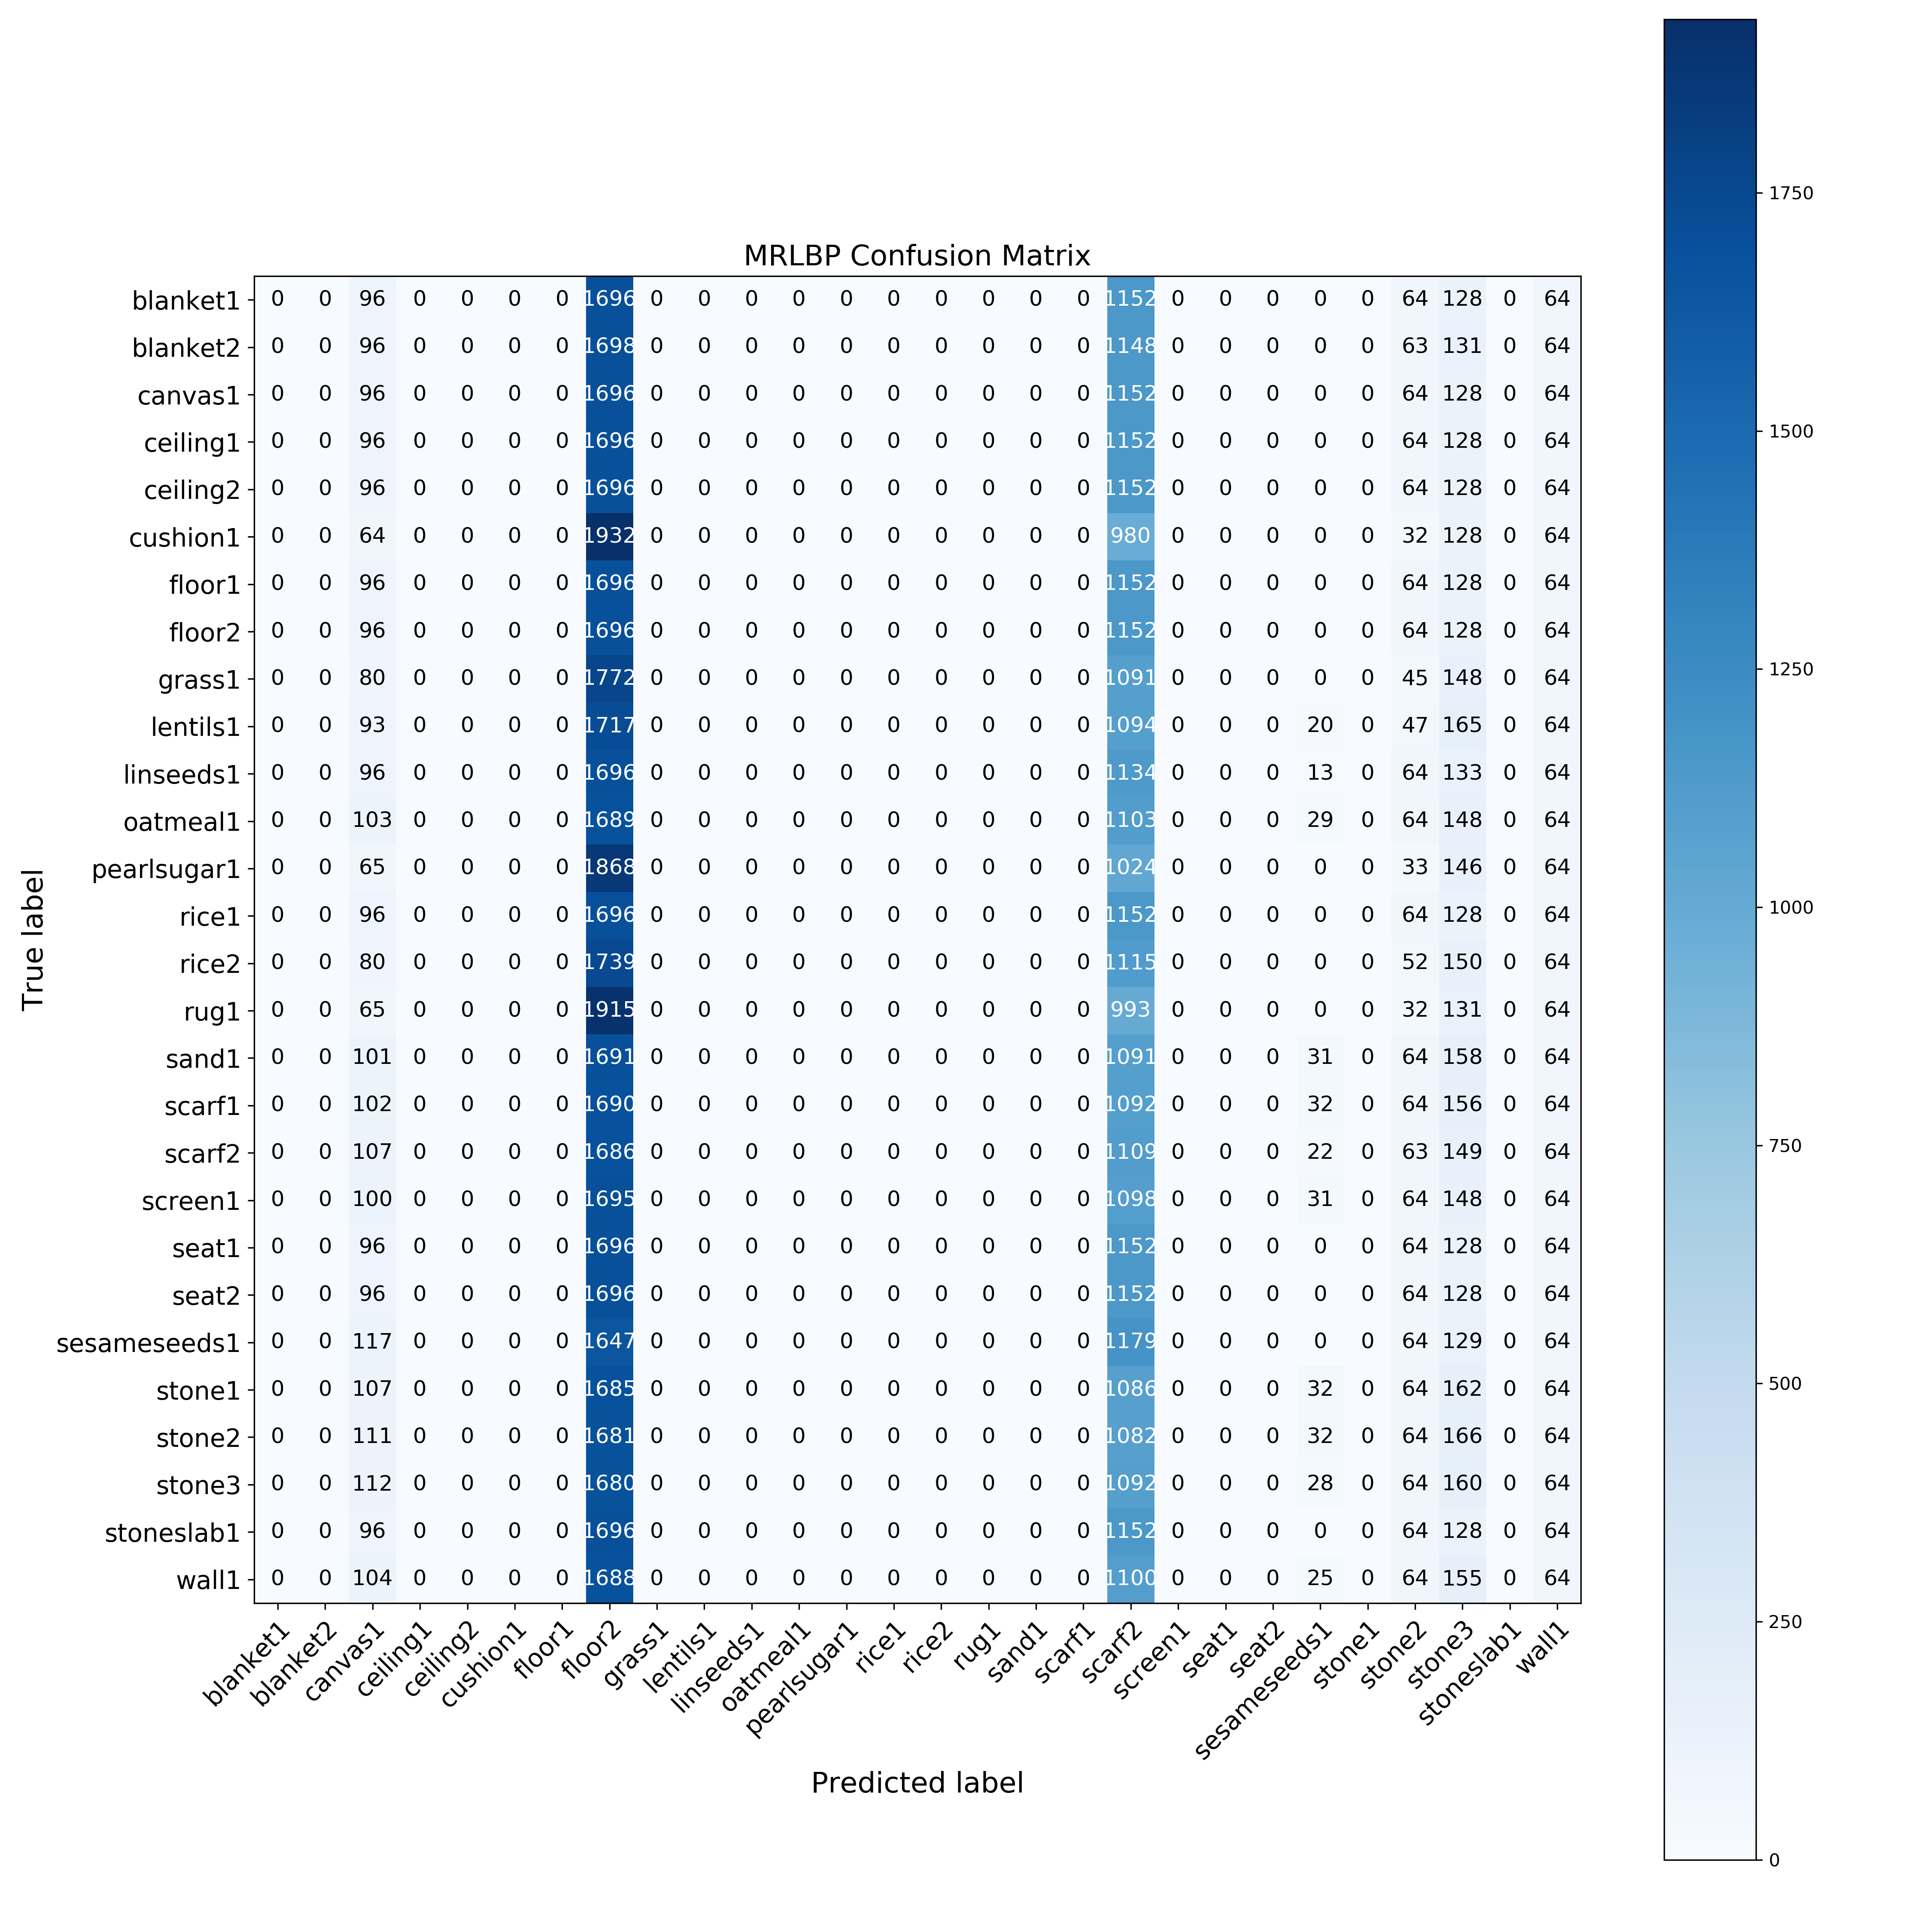 MRLBP Confusion Matrix
True label
blanket1 0 0 96 0 0 0 0 1696 0 0 0 0 0 0 0 0 0 0 1152 0 0 0 0 0 64 128 0 64
blanket2 0 0 96 0 0 0 0 1698 0 0 0 0 0 0 0 0 0 0 1148 0 0 0 0 0 63 131 0 64
canvas1 0 0 96 0 0 0 0 1696 0 0 0 0 0 0 0 0 0 0 1152 0 0 0 0 0 64 128 0 64
ceiling1 0 0 96 0 0 0 0 1696 0 0 0 0 0 0 0 0 0 0 1152 0 0 0 0 0 64 128 0 64
ceiling2 0 0 96 0 0 0 0 1696 0 0 0 0 0 0 0 0 0 0 1152 0 0 0 0 0 64 128 0 64
cushion1 0 0 64 0 0 0 0 1932 0 0 0 0 0 0 0 0 0 0 980 0 0 0 0 0 32 128 0 64
floor1 0 0 96 0 0 0 0 1696 0 0 0 0 0 0 0 0 0 0 1152 0 0 0 0 0 64 128 0 64
floor2 0 0 96 0 0 0 0 1696 0 0 0 0 0 0 0 0 0 0 1152 0 0 0 0 0 64 128 0 64
grass1 0 0 80 0 0 0 0 1772 0 0 0 0 0 0 0 0 0 0 1091 0 0 0 0 0 45 148 0 64
lentils1 0 0 93 0 0 0 0 1717 0 0 0 0 0 0 0 0 0 0 1094 0 0 0 20 0 47 165 0 64
linseeds1 0 0 96 0 0 0 0 1696 0 0 0 0 0 0 0 0 0 0 1134 0 0 0 13 0 64 133 0 64
oatmeal1 0 0 103 0 0 0 0 1689 0 0 0 0 0 0 0 0 0 0 1103 0 0 0 29 0 64 148 0 64
pearlsugar1 0 0 65 0 0 0 0 1868 0 0 0 0 0 0 0 0 0 0 1024 0 0 0 0 0 33 146 0 64
rice1 0 0 96 0 0 0 0 1696 0 0 0 0 0 0 0 0 0 0 1152 0 0 0 0 0 64 128 0 64
rice2 0 0 80 0 0 0 0 1739 0 0 0 0 0 0 0 0 0 0 1115 0 0 0 0 0 52 150 0 64
rug1 0 0 65 0 0 0 0 1915 0 0 0 0 0 0 0 0 0 0 993 0 0 0 0 0 32 131 0 64
sand1 0 0 101 0 0 0 0 1691 0 0 0 0 0 0 0 0 0 0 1091 0 0 0 31 0 64 158 0 64
scarf1 0 0 102 0 0 0 0 1690 0 0 0 0 0 0 0 0 0 0 1092 0 0 0 32 0 64 156 0 64
scarf2 0 0 107 0 0 0 0 1686 0 0 0 0 0 0 0 0 0 0 1109 0 0 0 22 0 63 149 0 64
screen1 0 0 100 0 0 0 0 1695 0 0 0 0 0 0 0 0 0 0 1098 0 0 0 31 0 64 148 0 64
seat1 0 0 96 0 0 0 0 1696 0 0 0 0 0 0 0 0 0 0 1152 0 0 0 0 0 64 128 0 64
seat2 0 0 96 0 0 0 0 1696 0 0 0 0 0 0 0 0 0 0 1152 0 0 0 0 0 64 128 0 64
sesameseeds1 0 0 117 0 0 0 0 1647 0 0 0 0 0 0 0 0 0 0 1179 0 0 0 0 0 64 129 0 64
stone1 0 0 107 0 0 0 0 1685 0 0 0 0 0 0 0 0 0 0 1086 0 0 0 32 0 64 162 0 64
stone2 0 0 111 0 0 0 0 1681 0 0 0 0 0 0 0 0 0 0 1082 0 0 0 32 0 64 166 0 64
stone3 0 0 112 0 0 0 0 1680 0 0 0 0 0 0 0 0 0 0 1092 0 0 0 28 0 64 160 0 64
stoneslab1 0 0 96 0 0 0 0 1696 0 0 0 0 0 0 0 0 0 0 1152 0 0 0 0 0 64 128 0 64
wall1 0 0 104 0 0 0 0 1688 0 0 0 0 0 0 0 0 0 0 1100 0 0 0 25 0 64 155 0 64
blanket1 blanket2 canvas1 ceiling1 ceiling2 cushion1 floor1 floor2 grass1 lentils1 linseeds1 oatmeal1 pearlsugar1 rice1 rice2 rug1 sand1 scarf1 scarf2 screen1 seat1 seat2 sesameseeds1 stone1 stone2 stone3 stoneslab1 wall1
Predicted label
1750
1500
1250
1000
750
500
250
0